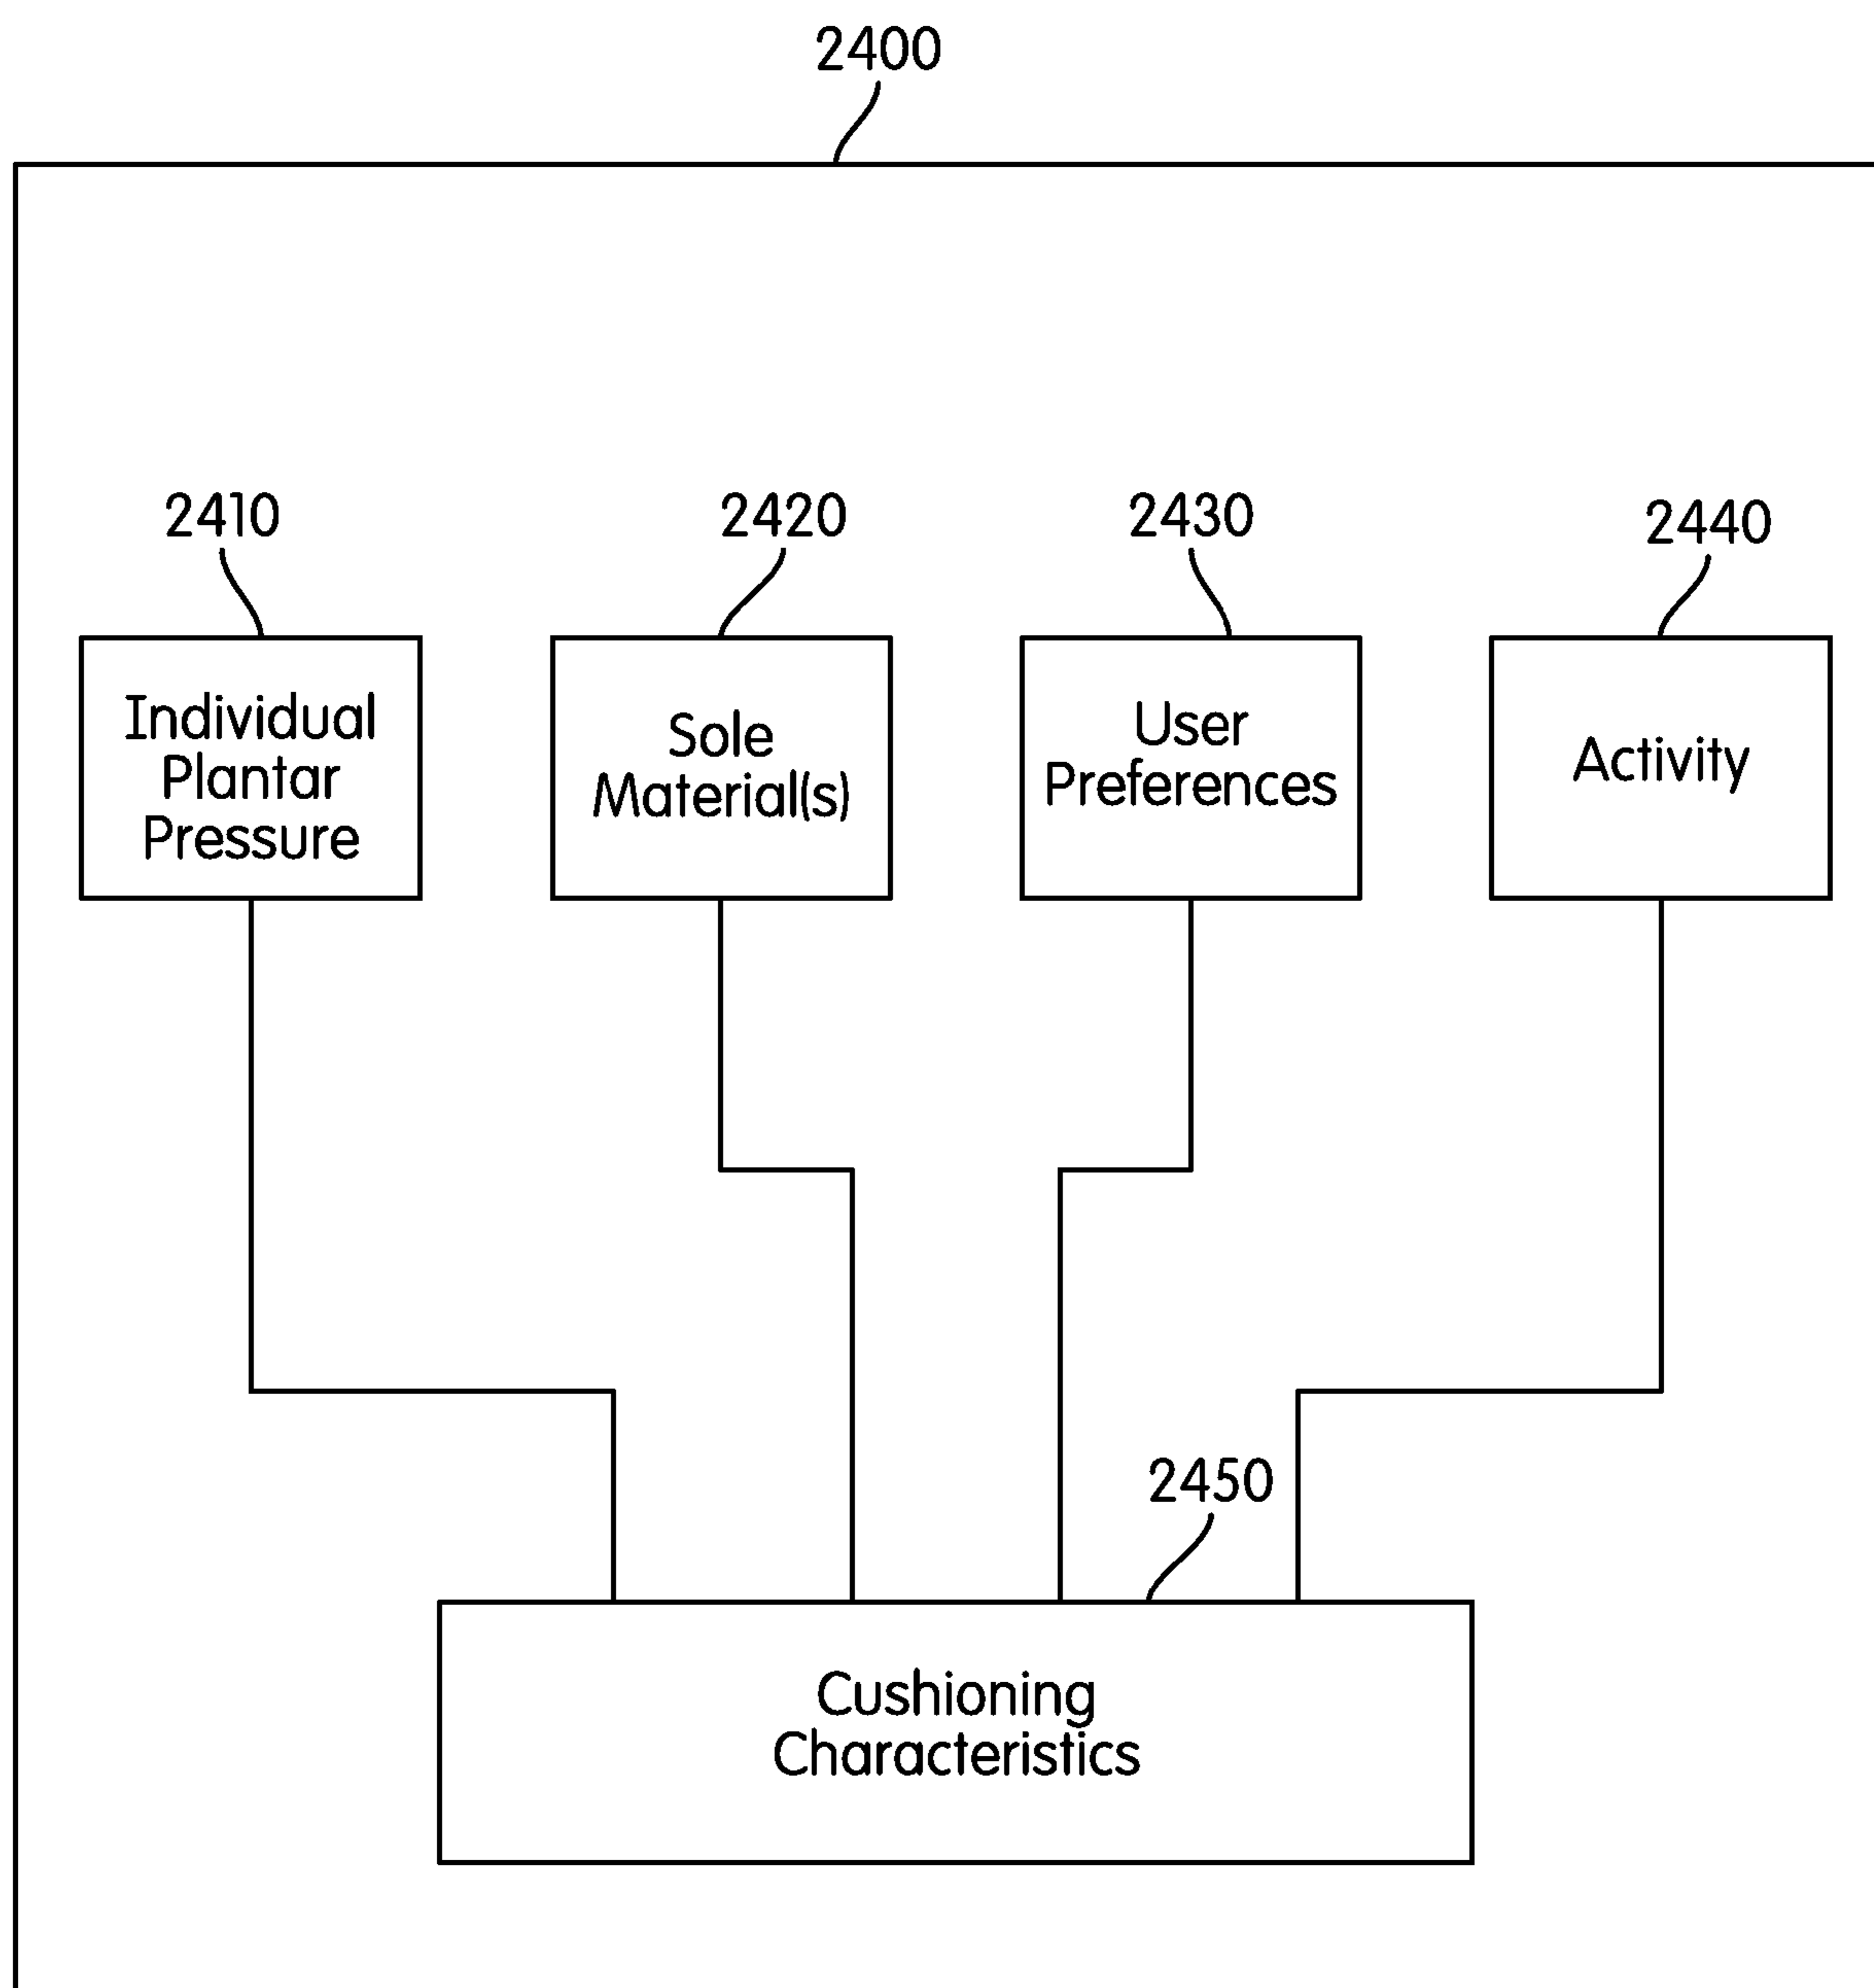 2400
2410
2420
2430
2440
Individual
Plantar
Pressure
Sole
Material(s)
User
Preferences
Activity
2450
Cushioning
Characteristics